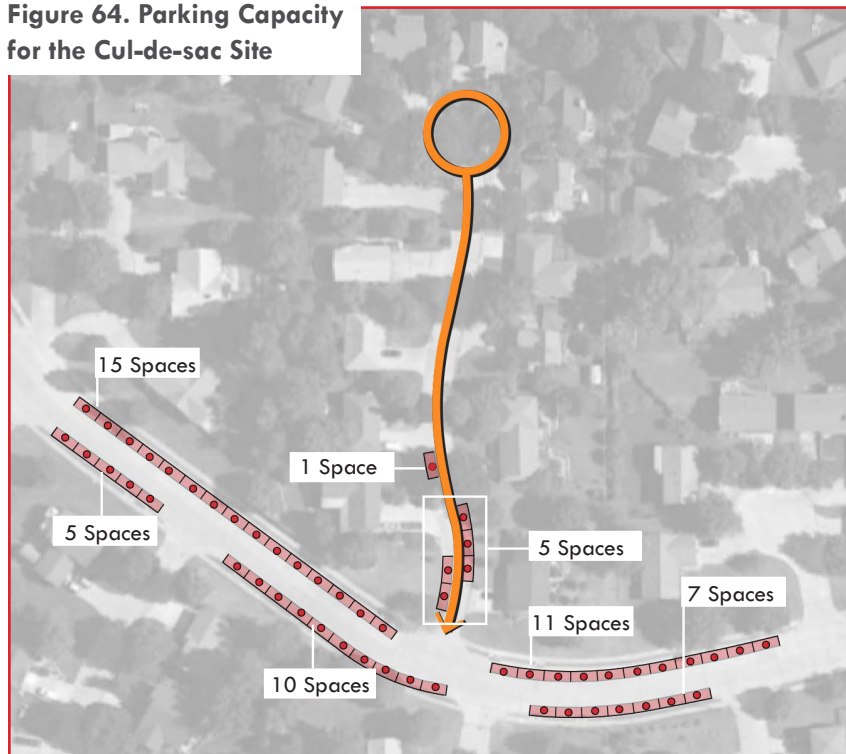 Figure 64. Parking Capacity
for the Cul-de-sac Site
15 Spaces
1 Space
5 Spaces
5 Spaces
7 Spaces
11 Spaces
10 Spaces